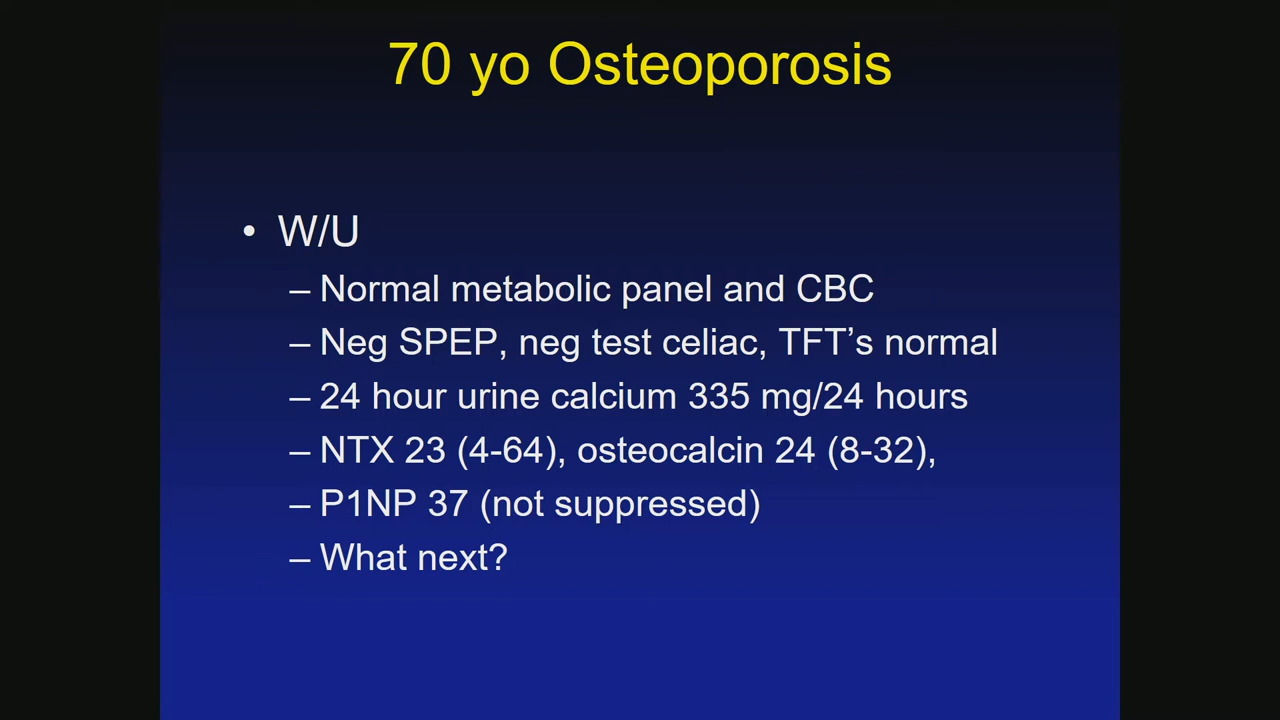 70 yo Osteoporosis
• W/U
– Normal metabolic panel and CBC
– Neg SPEP, neg test celiac, TFT’s normal
– 24 hour urine calcium 335 mg/24 hours
– NTX 23 (4-64), osteocalcin 24 (8-32),
– P1NP 37 (not suppressed)
– What next?